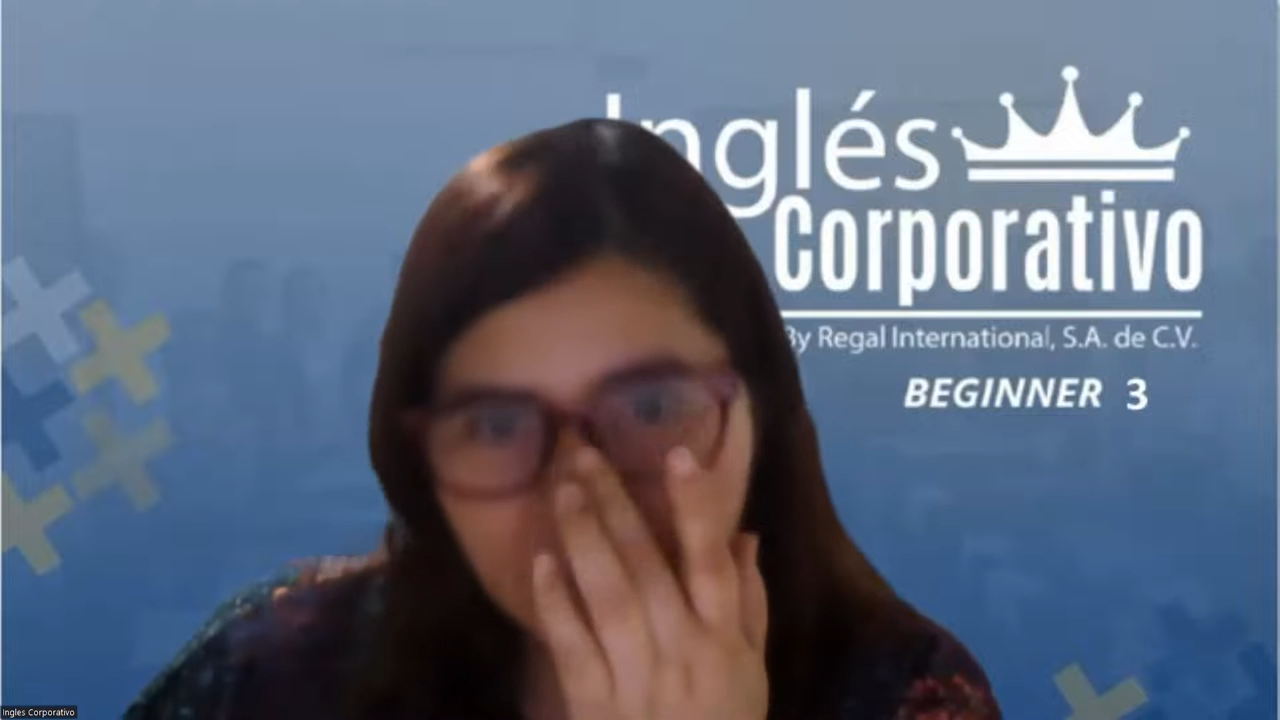 Inglés
Corporativo
By Regal International, S.A. de C.V.
BEGINNER 3
Ingles Corporativo